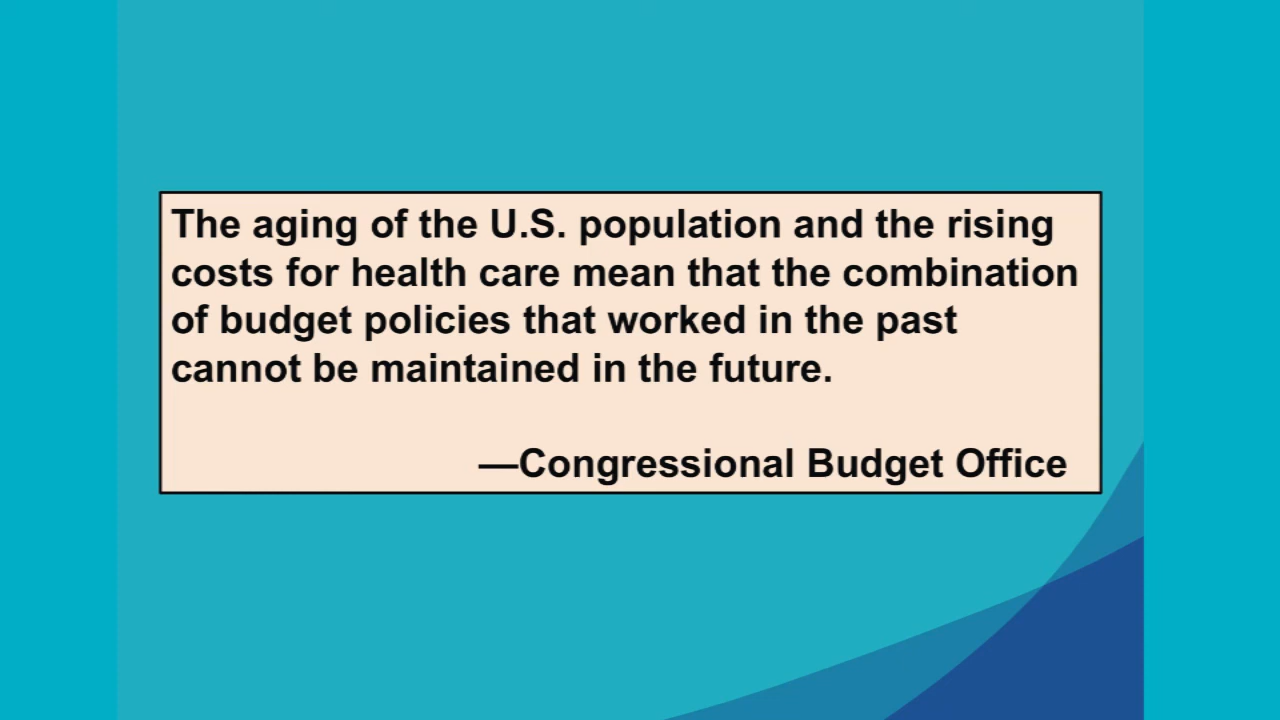 The aging of the U.S. population and the rising
costs for health care mean that the combination
of budget policies that worked in the past
cannot be maintained in the future.
—Congressional Budget Office